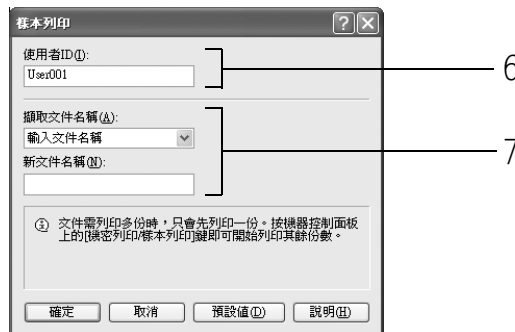 樣本列印
使用者ID(I):
User001
6
擷取文件名稱(A):
輸入文件名稱
7
新文件名稱(N):
文件需列印多份時，只會先列印一份。按機器控制面板
上的[機密列印/樣本列印]鍵即可開始列印其餘份數。
確定 取消 預設值(D) 說明(H)